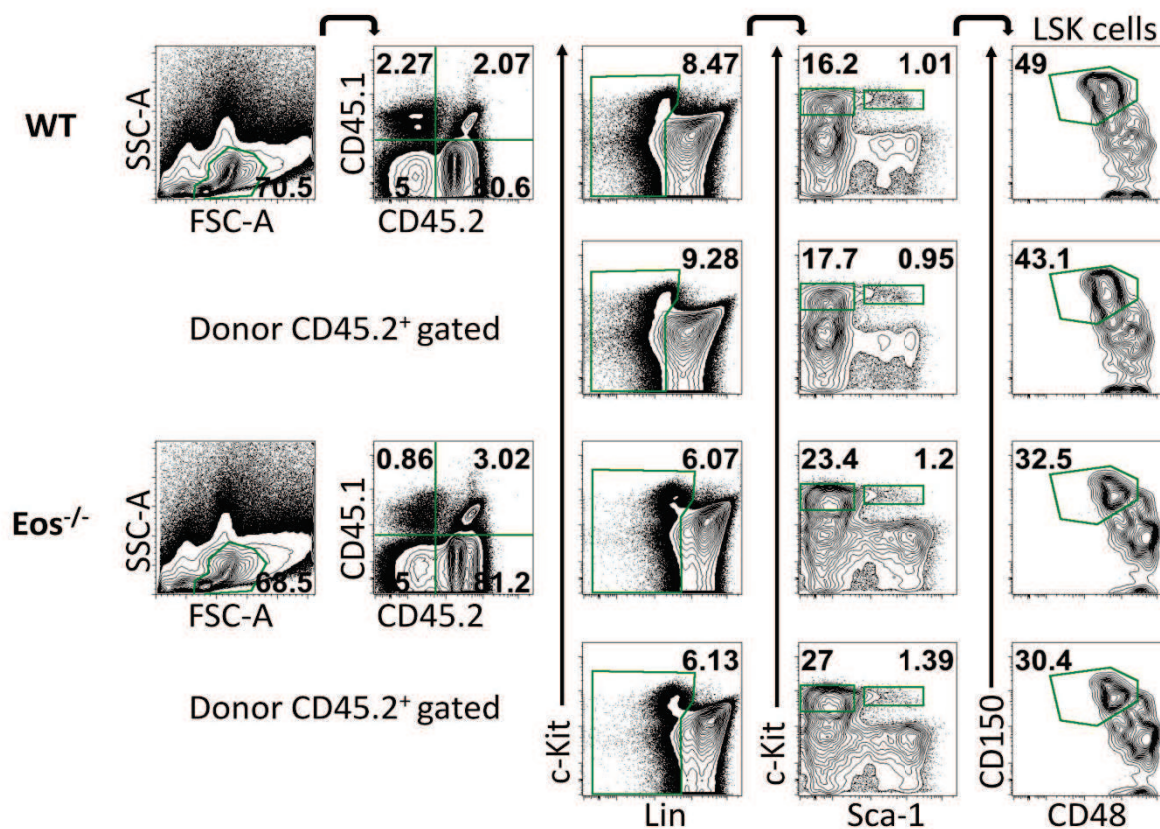 LSK cells
WT
SSC-A
70.5
FSC-A
CD45.1
2.27 2.07
15 80.6
CD45.2
8.47
16.2 1.01
49
Donor CD45.2⁺ gated
9.28
17.7 0.95
43.1
Eos⁻/⁻
SSC-A
68.5
FSC-A
CD45.1
0.86 3.02
81.2
CD45.2
6.07
23.4 1.2
32.5
Donor CD45.2⁺ gated
c-Kit
6.13
Lin
c-Kit
27 1.39
Sca-1
CD150
30.4
CD48